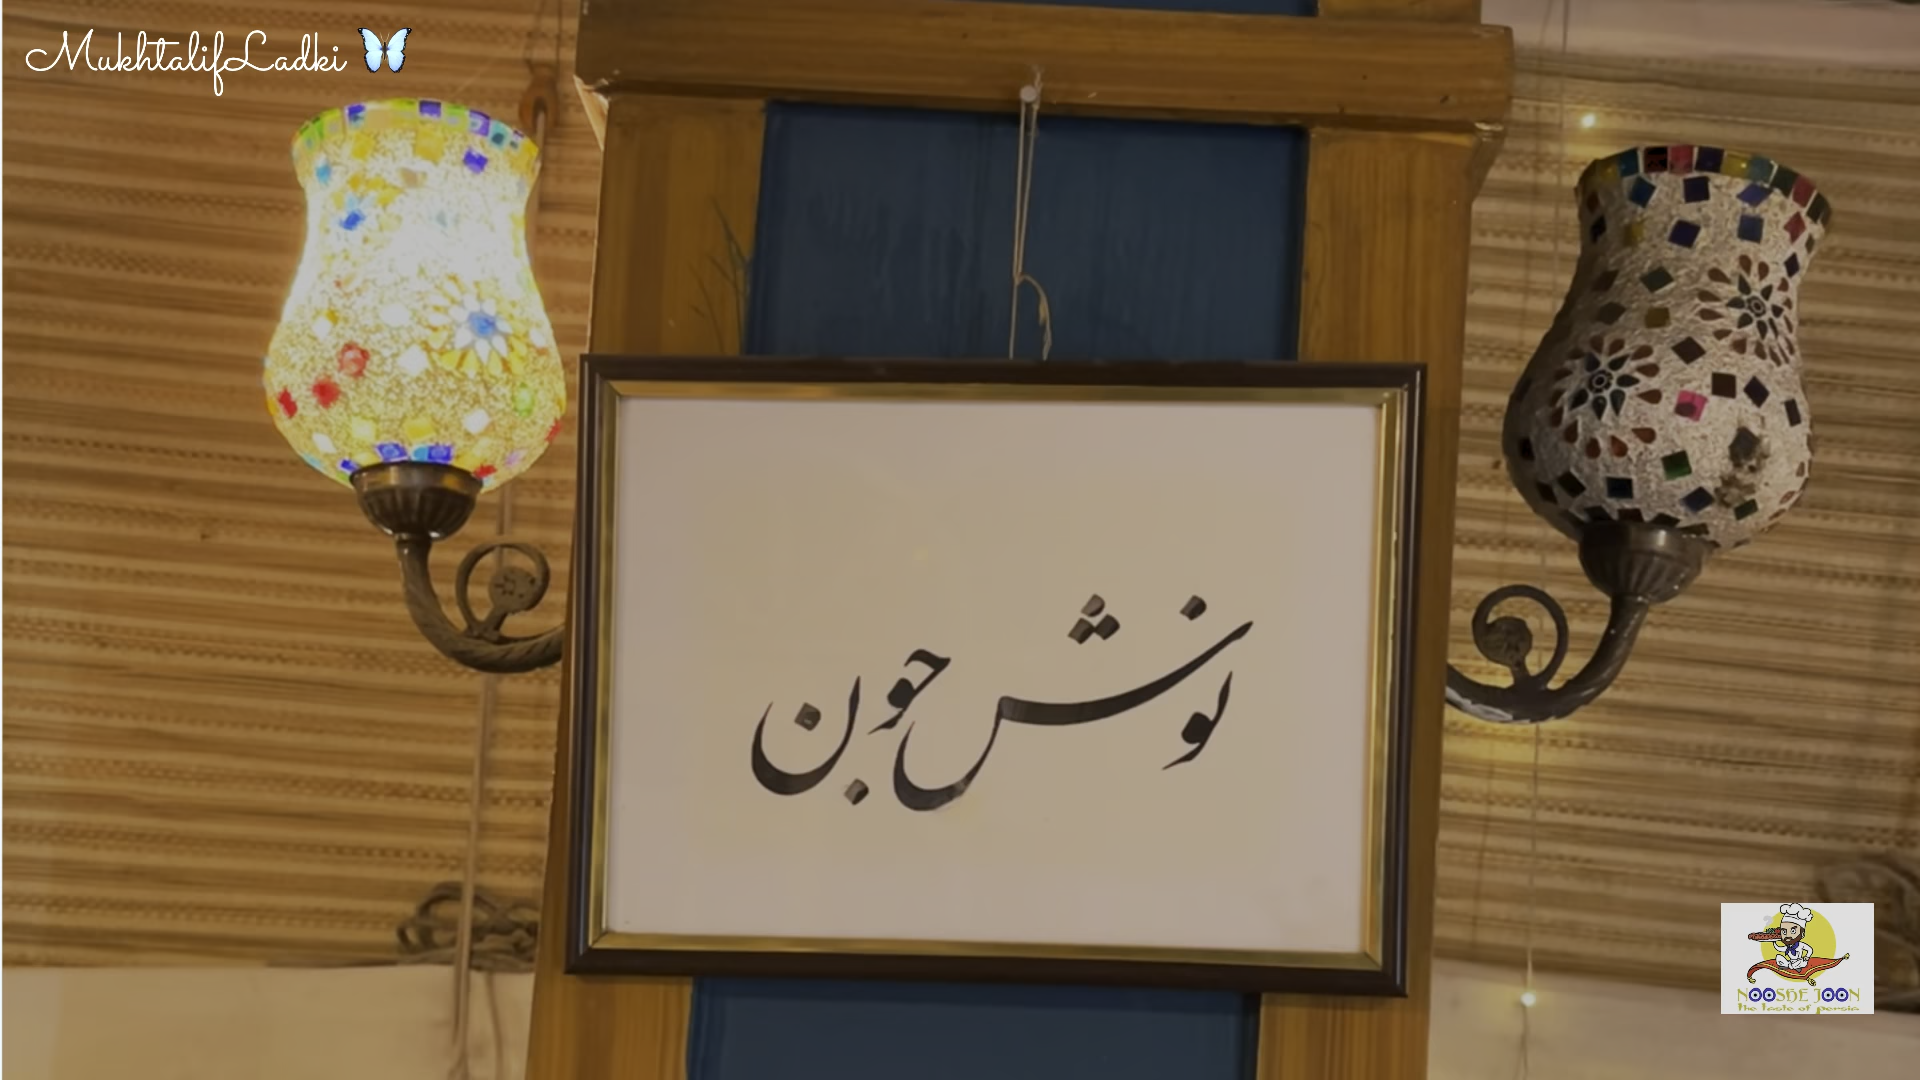 MukhtalifLadki 🦋
نوش جون
NOOSHE JOON
the taste of persia